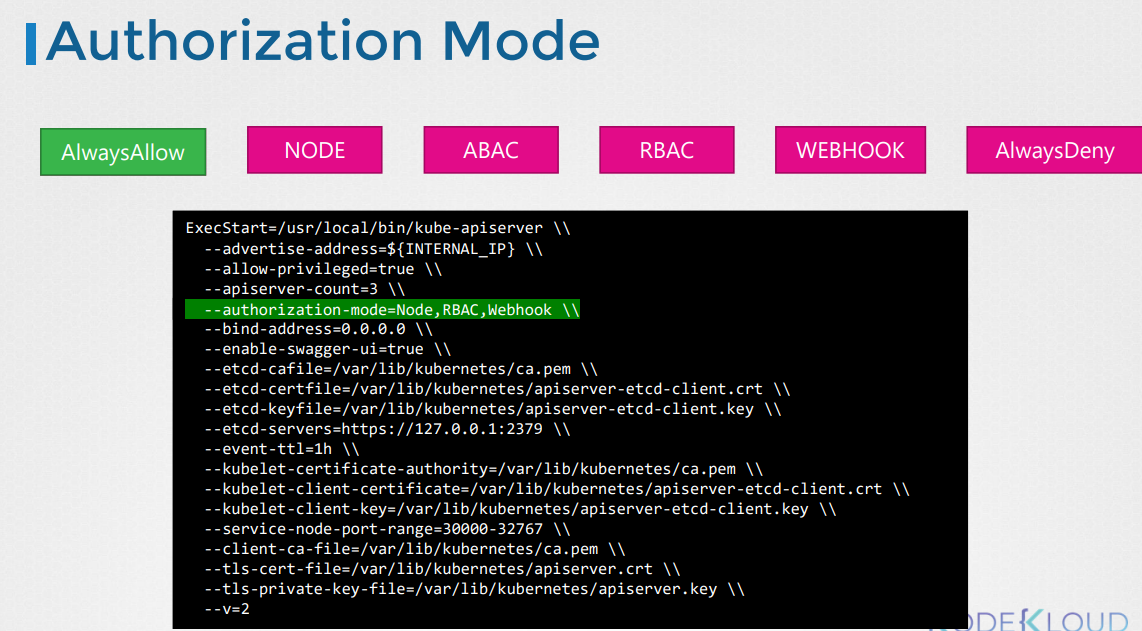 Authorization Mode
AlwaysAllow NODE ABAC RBAC WEBHOOK AlwaysDeny
ExecStart=/usr/local/bin/kube-apiserver \\
--advertise-address=${INTERNAL_IP} \\
--allow-privileged=true \\
--apiserver-count=3 \\
--authorization-mode=Node,RBAC,Webhook \\
--bind-address=0.0.0.0 \\
--enable-swagger-ui=true \\
--etcd-cafile=/var/lib/kubernetes/ca.pem \\
--etcd-certfile=/var/lib/kubernetes/apiserver-etcd-client.crt \\
--etcd-keyfile=/var/lib/kubernetes/apiserver-etcd-client.key \\
--etcd-servers=https://127.0.0.1:2379 \\
--event-ttl=1h \\
--kubelet-certificate-authority=/var/lib/kubernetes/ca.pem \\
--kubelet-client-certificate=/var/lib/kubernetes/apiserver-etcd-client.crt \\
--kubelet-client-key=/var/lib/kubernetes/apiserver-etcd-client.key \\
--service-node-port-range=30000-32767 \\
--client-ca-file=/var/lib/kubernetes/ca.pem \\
--tls-cert-file=/var/lib/kubernetes/apiserver.crt \\
--tls-private-key-file=/var/lib/kubernetes/apiserver.key \\
--v=2